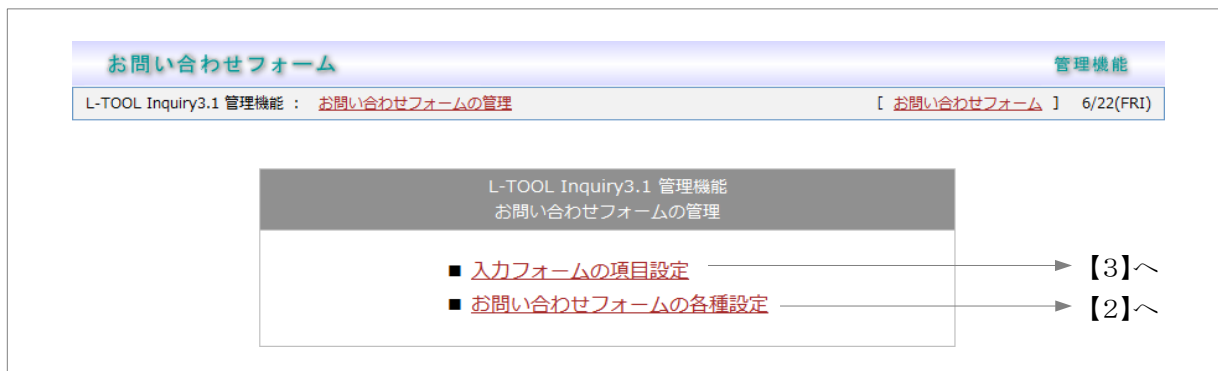 お問い合わせフォーム 管理機能
L-TOOL Inquiry3.1 管理機能 : お問い合わせフォームの管理 [ お問い合わせフォーム ] 6/22(FRI)
L-TOOL Inquiry3.1 管理機能
お問い合わせフォームの管理
■ 入力フォームの項目設定 【3】へ
■ お問い合わせフォームの各種設定 【2】へ